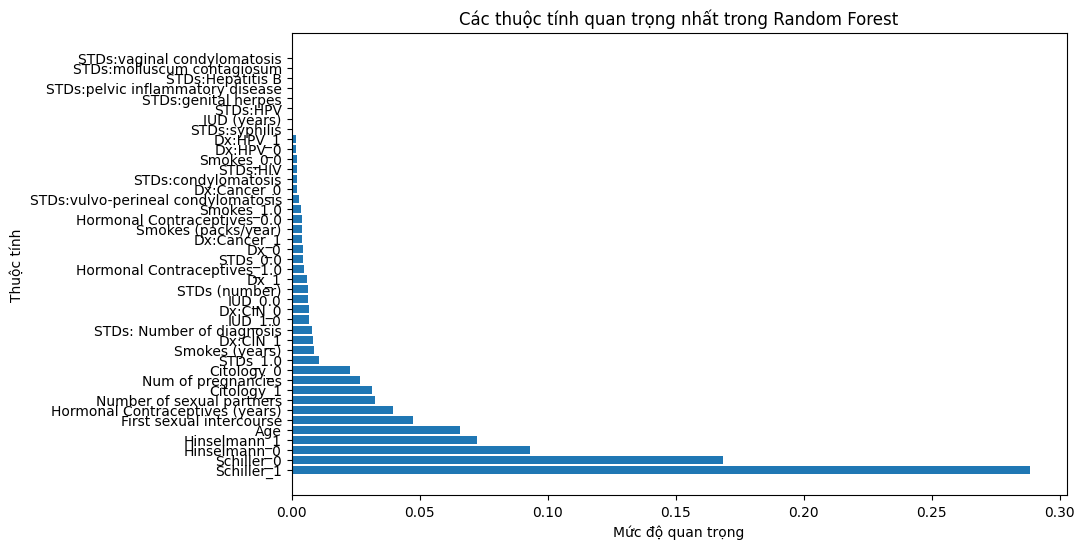 Các thuộc tính quan trọng nhất trong Random Forest
STDs:vaginal condylomatosis
STDs:molluscum contagiosum
STDs:Hepatitis B
STDs:pelvic inflammatory disease
STDs:genital herpes
STDs:HPV
IUD (years)
STDs:syphilis
Dx:HPV_1
Dx:HPV_0
Smokes_0.0
STDs:HIV
STDs:condylomatosis
Dx:Cancer_0
STDs:vulvo-perineal condylomatosis
Smokes_1.0
Hormonal Contraceptives_0.0
Smokes (packs/year)
Dx:Cancer_1
Dx_0
STDs_0.0
Hormonal Contraceptives_1.0
Dx_1
STDs (number)
IUD_0.0
Dx:CIN_0
IUD_1.0
STDs: Number of diagnosis
Dx:CIN_1
Smokes (years)
STDs_1.0
Citology_0
Num of pregnancies
Citology_1
Number of sexual partners
Hormonal Contraceptives (years)
First sexual intercourse
Age
Hinselmann_1
Hinselmann_0
Schiller_0
Schiller_1
Thuộc tính
0.00 0.05 0.10 0.15 0.20 0.25 0.30
Mức độ quan trọng